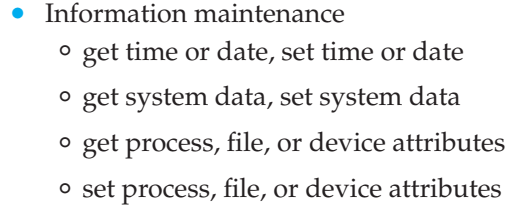 • Information maintenance
◦ get time or date, set time or date
◦ get system data, set system data
◦ get process, file, or device attributes
◦ set process, file, or device attributes